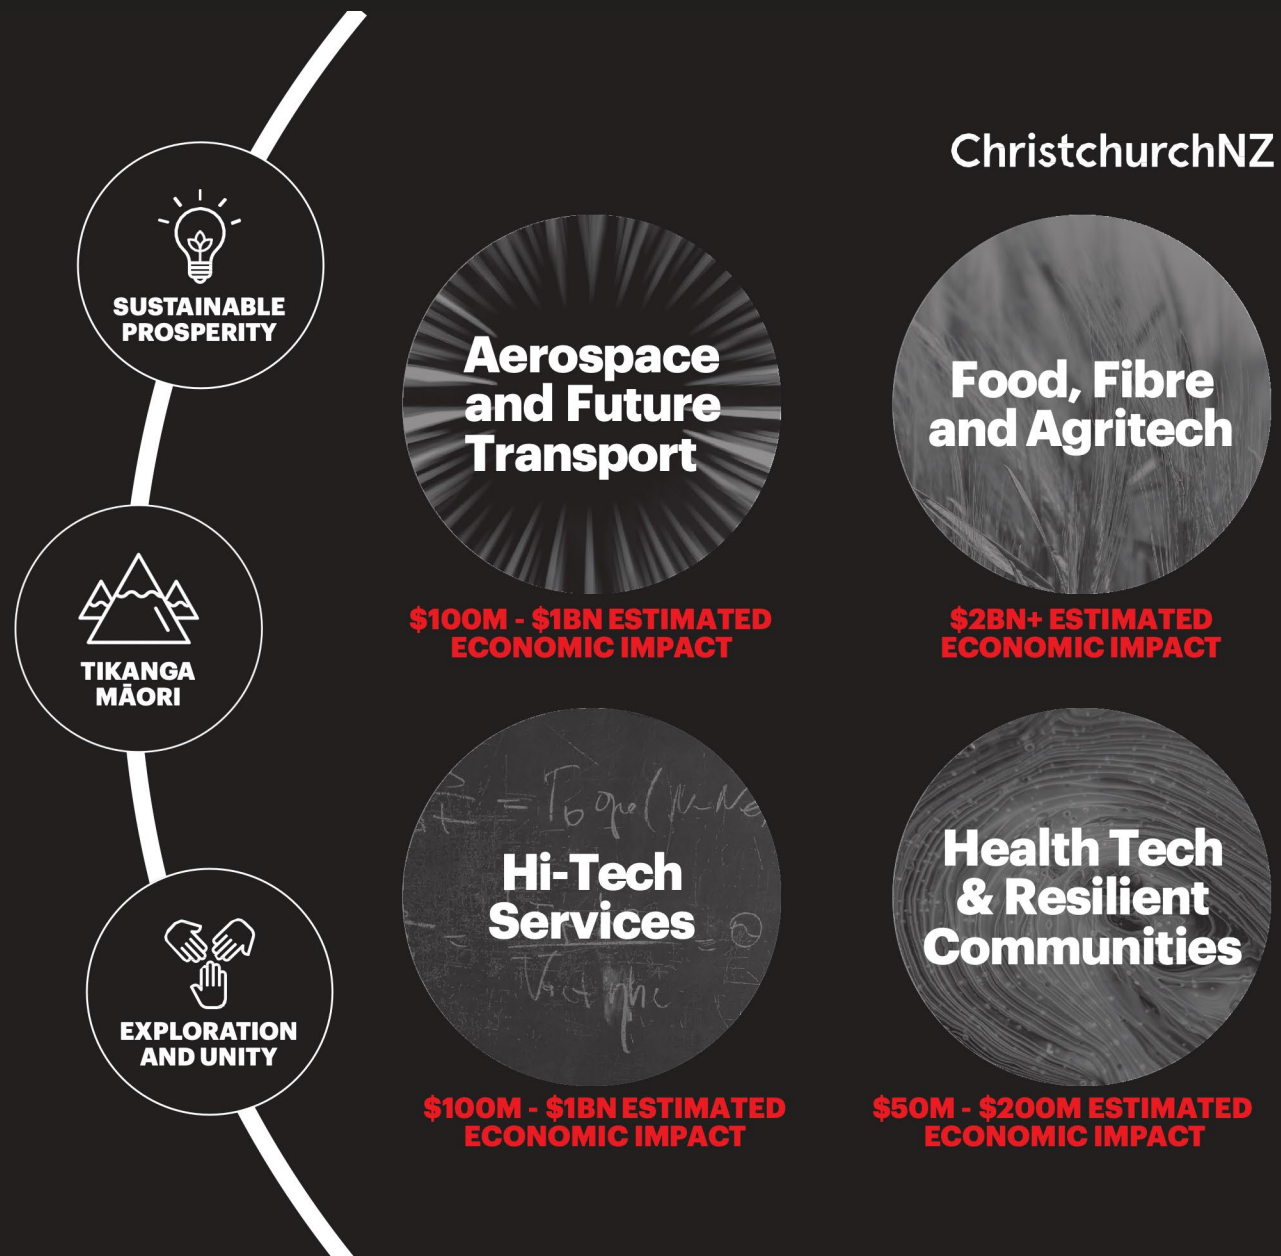 ChristchurchNZ
SUSTAINABLE
PROSPERITY
TIKANGA
MĀORI
EXPLORATION
AND UNITY
Aerospace
and Future
Transport
$100M - $1BN ESTIMATED
ECONOMIC IMPACT
Food, Fibre
and Agritech
$2BN+ ESTIMATED
ECONOMIC IMPACT
Hi-Tech
Services
$100M - $1BN ESTIMATED
ECONOMIC IMPACT
Health Tech
& Resilient
Communities
$50M - $200M ESTIMATED
ECONOMIC IMPACT